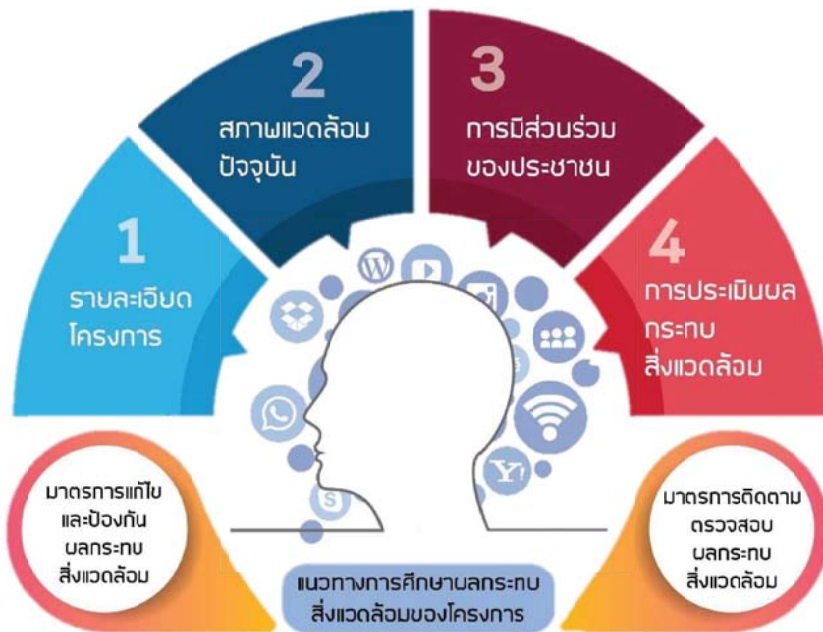 1
รายละเอียด
โครงการ
2
สภาพแวดล้อม
ปัจจุบัน
3
การมีส่วนร่วม
ของประชาชน
4
การประเมินผล
กระทบ
สิ่งแวดล้อม
มาตรการแก้ไข
และป้องกัน
ผลกระทบ
สิ่งแวดล้อม
แนวทางการศึกษาผลกระทบ
สิ่งแวดล้อมของโครงการ
มาตรการติดตาม
ตรวจสอบ
ผลกระทบ
สิ่งแวดล้อม